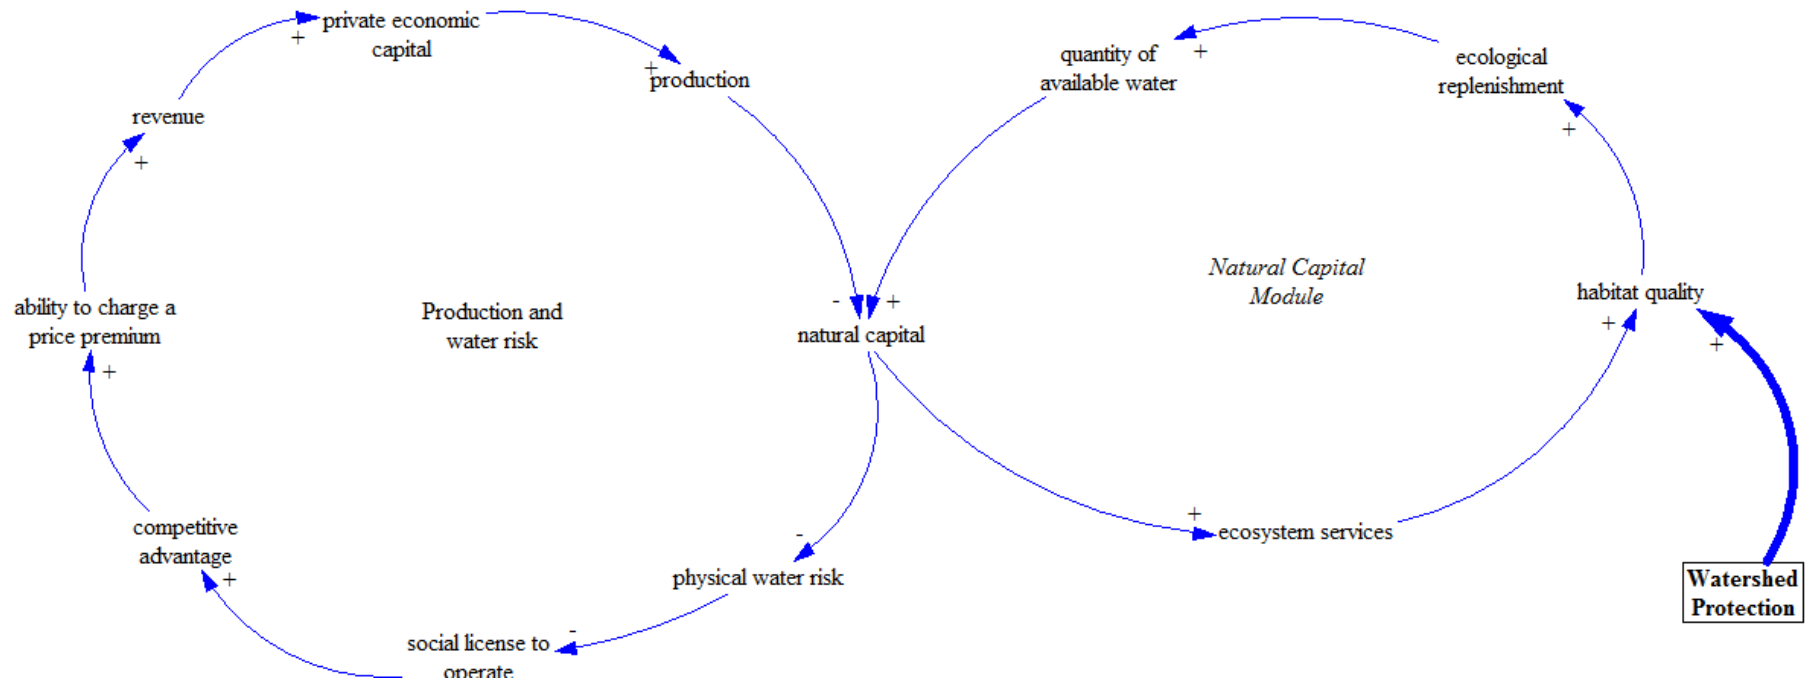 private economic
capital
+
+
production
revenue
+
quantity of
available water
+
ecological
replenishment
+
ability to charge a
price premium
+
Production and
water risk
-
+
natural capital
Natural Capital
Module
habitat quality
+
+
competitive
advantage
+
-
physical water risk
social license to
operate
-
+
ecosystem services
Watershed
Protection